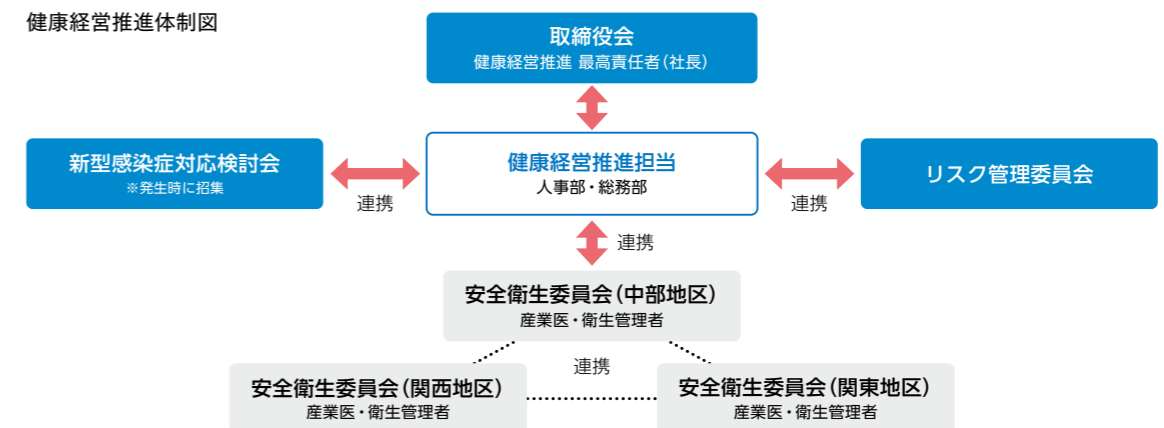 健康経営推進体制図
取締役会
健康経営推進 最高責任者（社長）
新型感染症対応検討会
※発生時に招集
連携
健康経営推進担当
人事部・総務部
連携
リスク管理委員会
連携
安全衛生委員会（中部地区）
産業医・衛生管理者
連携
安全衛生委員会（関西地区）
産業医・衛生管理者
安全衛生委員会（関東地区）
産業医・衛生管理者